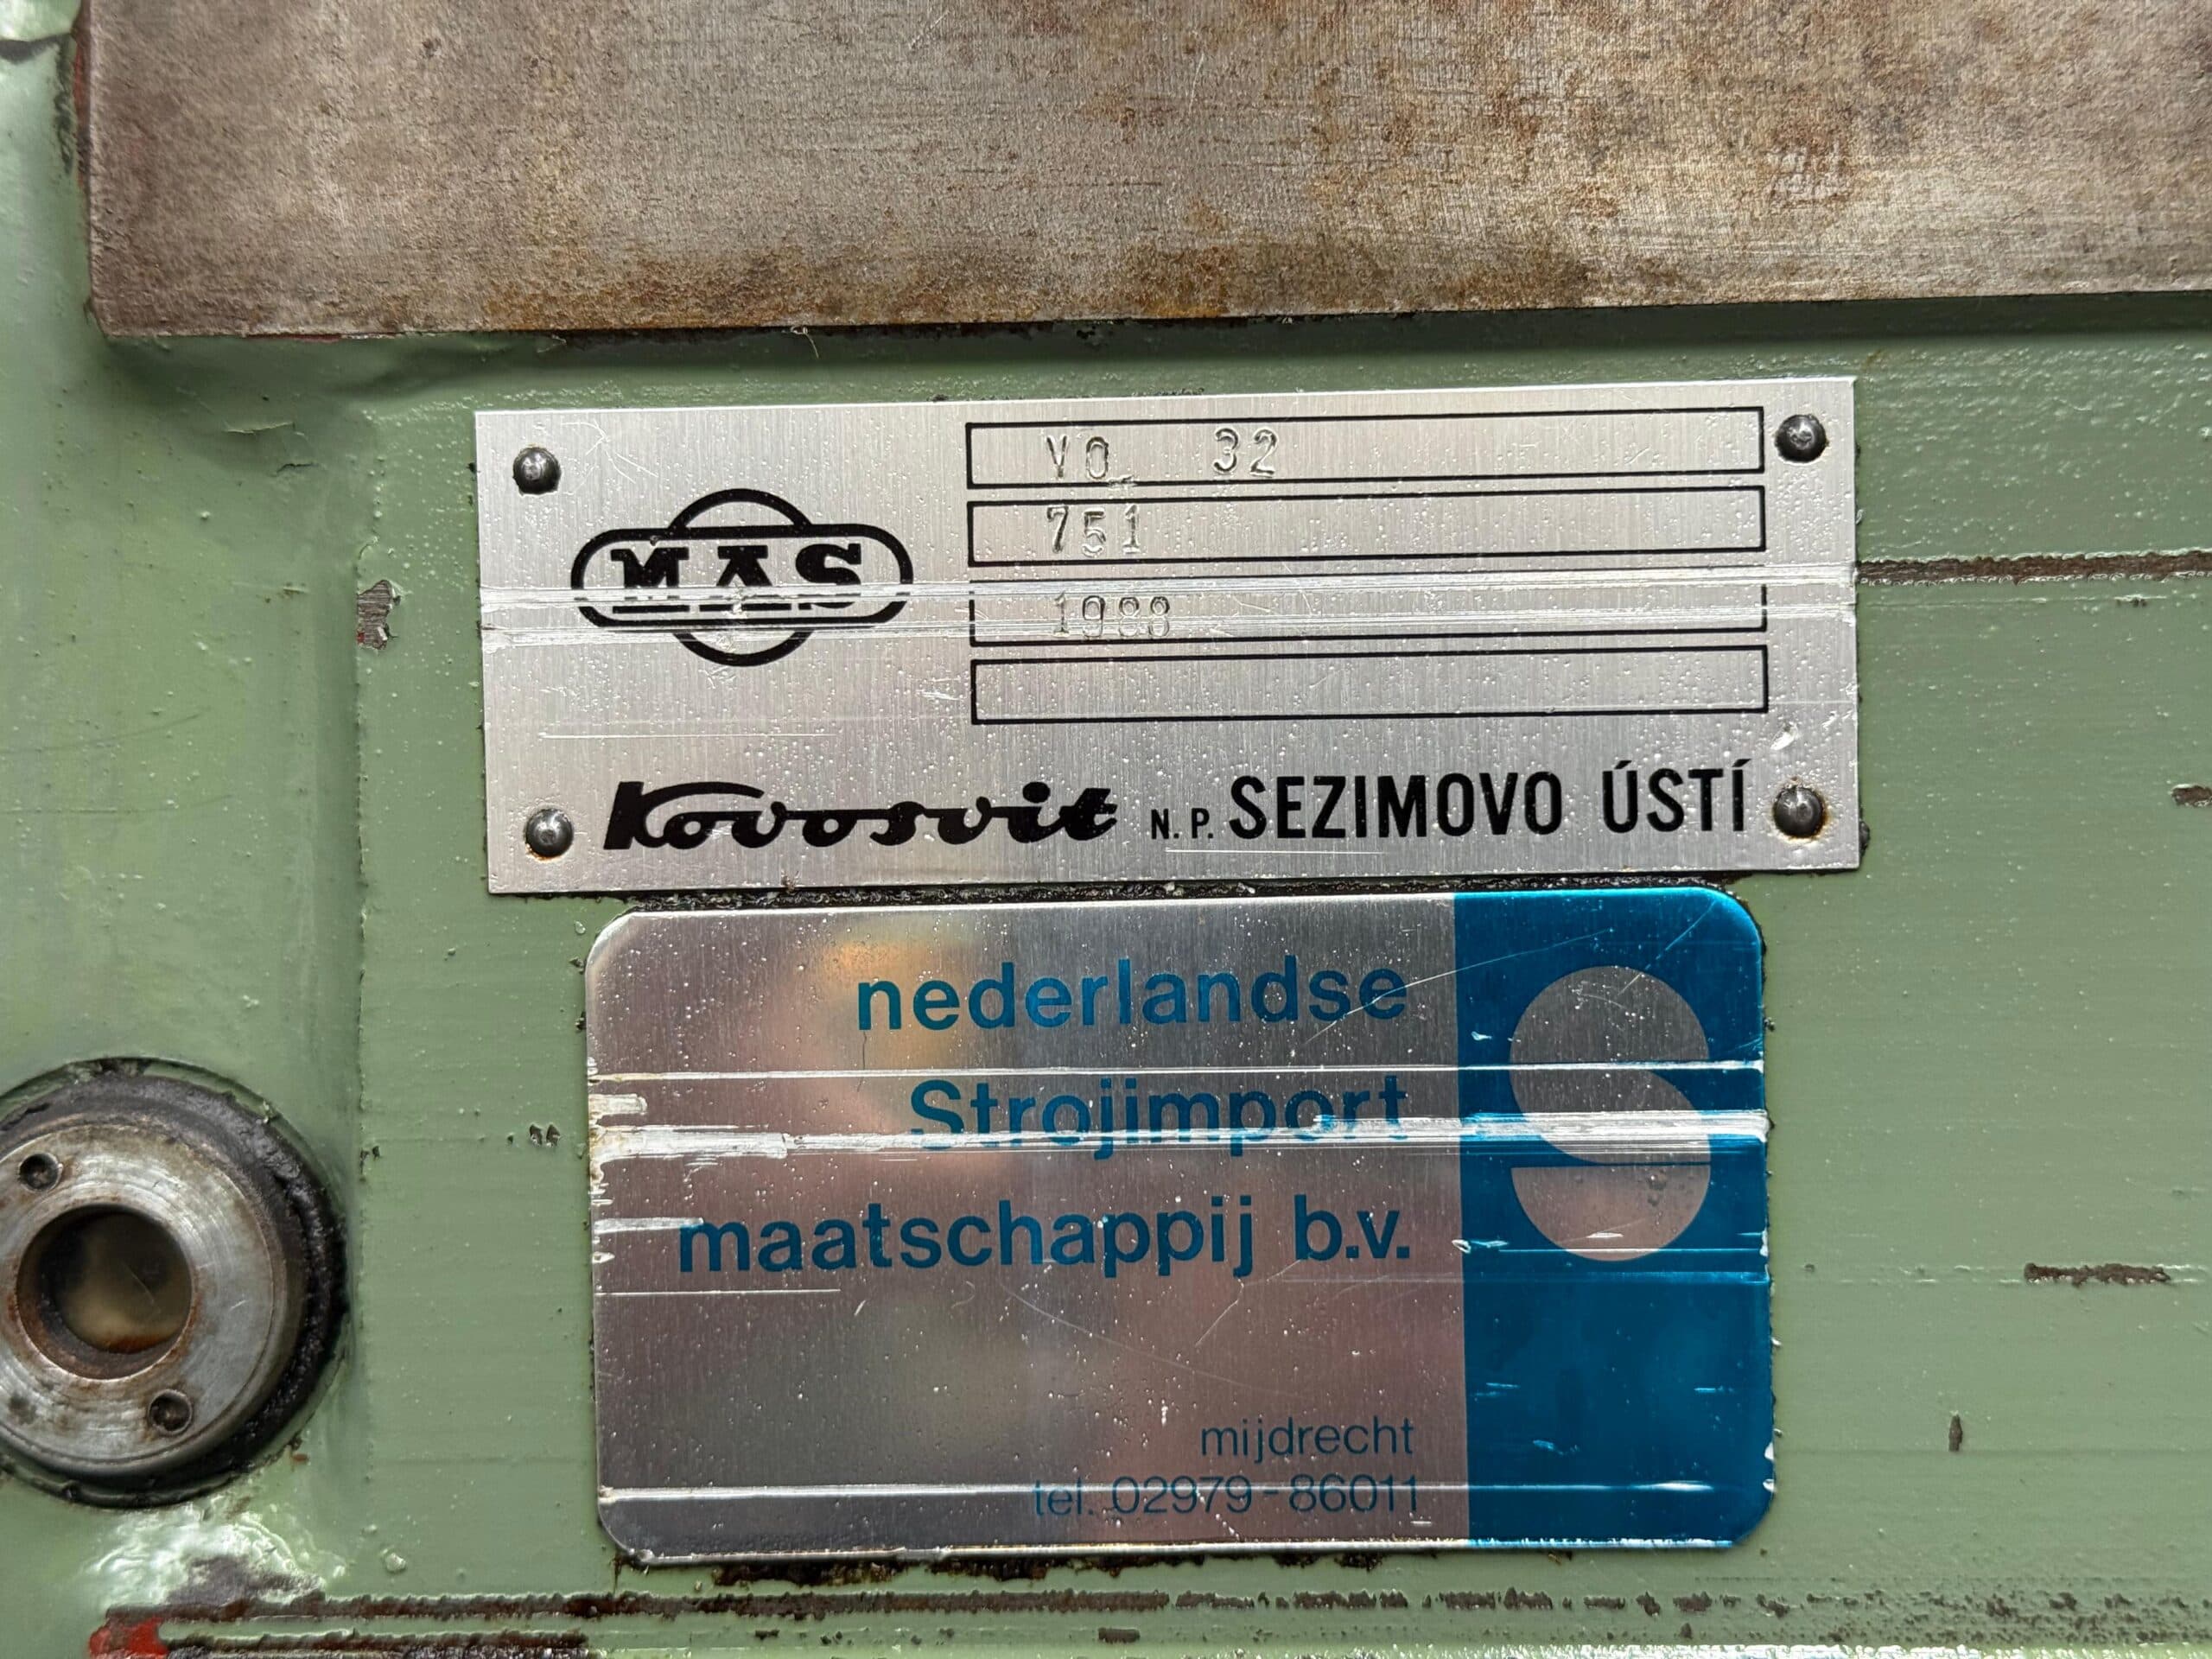 VO 32
751
1988
MAS
Kovosvit N.P. SEZIMOVO ÚSTÍ
nederlandse
Strojimport
maatschappij b.v.
mijdrecht
tel. 02979-86011